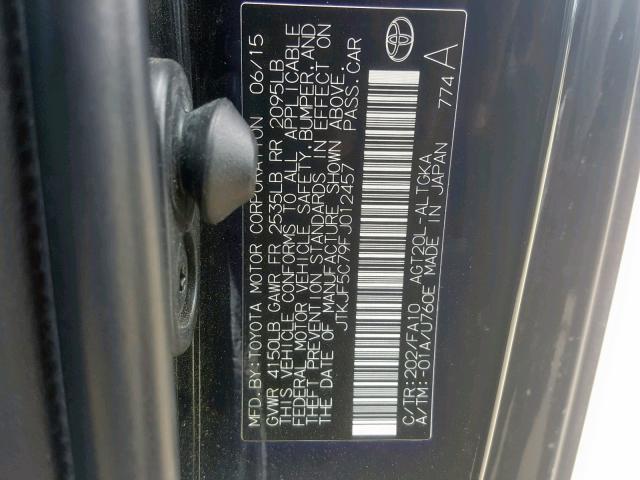 MFD. BY: TOYOTA MOTOR CORPORATION 06/15
GVWR 4150LB GAWR FR 2535LB RR 2095LB
THIS VEHICLE CONFORMS TO ALL APPLICABLE
FEDERAL MOTOR VEHICLE SAFETY, BUMPER, AND
THEFT PREVENTION STANDARDS IN EFFECT ON
THE DATE OF MANUFACTURE SHOWN ABOVE.
JTKJF5C79FJ012457 PASS. CAR
C/TR:202/FA10 AGT20L-ALTGKA
A/TM:-01A/U760E MADE IN JAPAN 774 A